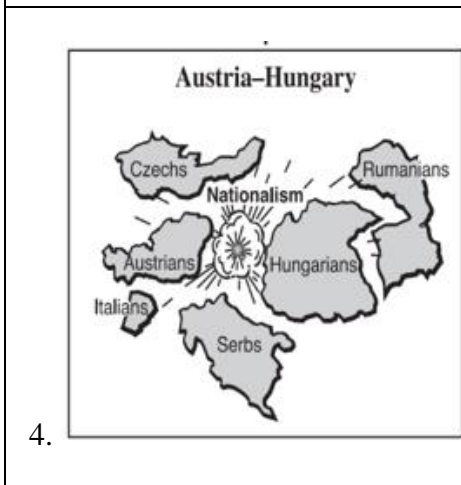 Austria–Hungary
Czechs
Rumanians
Nationalism
Austrians
Hungarians
Italians
Serbs
4.